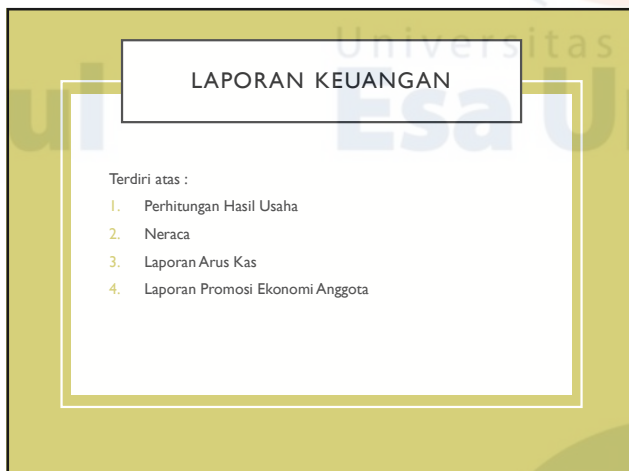 Universitas
Esa U
ul
LAPORAN KEUANGAN
Terdiri atas :
1. Perhitungan Hasil Usaha
2. Neraca
3. Laporan Arus Kas
4. Laporan Promosi Ekonomi Anggota